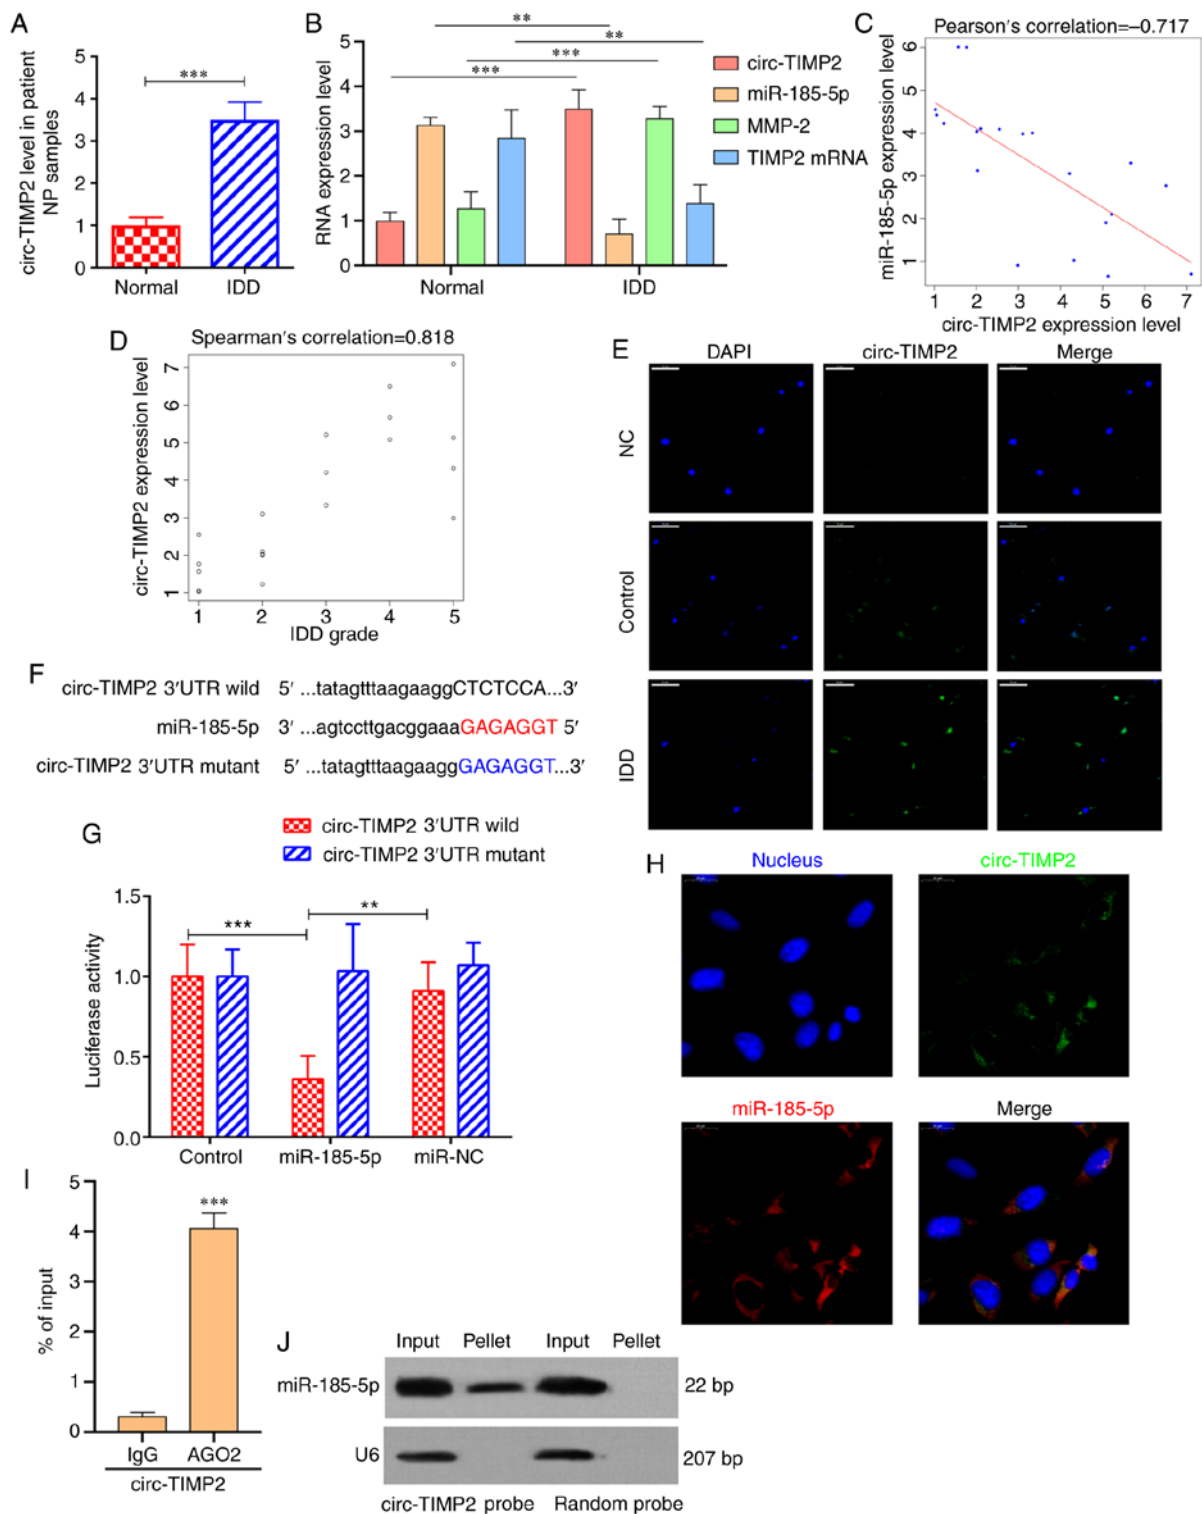 A
circ-TIMP2 level in patient
NP samples
5
4
3
2
1
0
***
Normal
IDD
B
RNA expression level
5
4
3
2
1
0
**
**
***
***
circ-TIMP2
miR-185-5p
MMP-2
TIMP2 mRNA
Normal
IDD
C
Pearson's correlation=–0.717
miR-185-5p expression level
6
5
4
3
2
1
1 2 3 4 5 6 7
circ-TIMP2 expression level
D
Spearman's correlation=0.818
circ-TIMP2 expression level
7
6
5
4
3
2
1
1 2 3 4 5
IDD grade
E
DAPI circ-TIMP2 Merge
NC
Control
IDD
F
circ-TIMP2 3′UTR wild 5′ ...tatagtttaagaaggCTCTCCA...3′
miR-185-5p 3′ ...agtccttgacggaaaGAGAGGT 5′
circ-TIMP2 3′UTR mutant 5′ ...tatagtttaagaaggGAGAGGT...3′
G
circ-TIMP2 3′UTR wild
circ-TIMP2 3′UTR mutant
Luciferase activity
1.5
1.0
0.5
0.0
***
**
Control
miR-185-5p
miR-NC
H
Nucleus
circ-TIMP2
miR-185-5p
Merge
I
% of input
5
4
3
2
1
0
***
IgG AGO2
circ-TIMP2
J
Input Pellet Input Pellet
miR-185-5p 22 bp
U6 207 bp
circ-TIMP2 probe Random probe